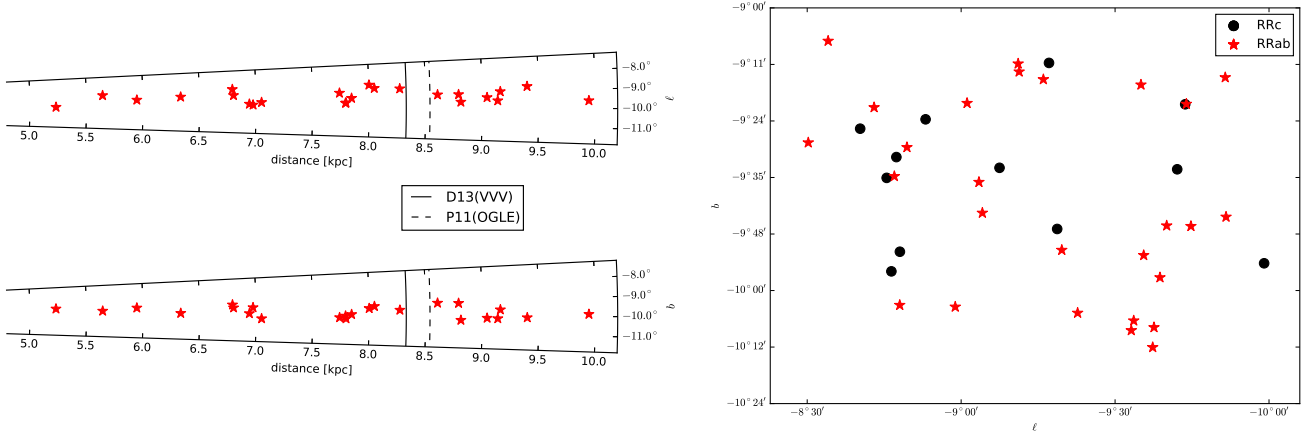 −8.0°
−9.0°
ℓ
−10.0°
−11.0°
5.0 5.5 6.0 6.5 7.0 7.5 8.0 8.5 9.0 9.5 10.0
distance [kpc]
D13(VVV)
P11(OGLE)
−8.0°
−9.0°
b
−10.0°
−11.0°
5.0 5.5 6.0 6.5 7.0 7.5 8.0 8.5 9.0 9.5 10.0
distance [kpc]
−9°00′
−9°11′
−9°24′
−9°35′
b
−9°48′
−10°00′
−10°12′
−10°24′
RRc
RRab
−8°30′ −9°00′ −9°30′ −10°00′
ℓ